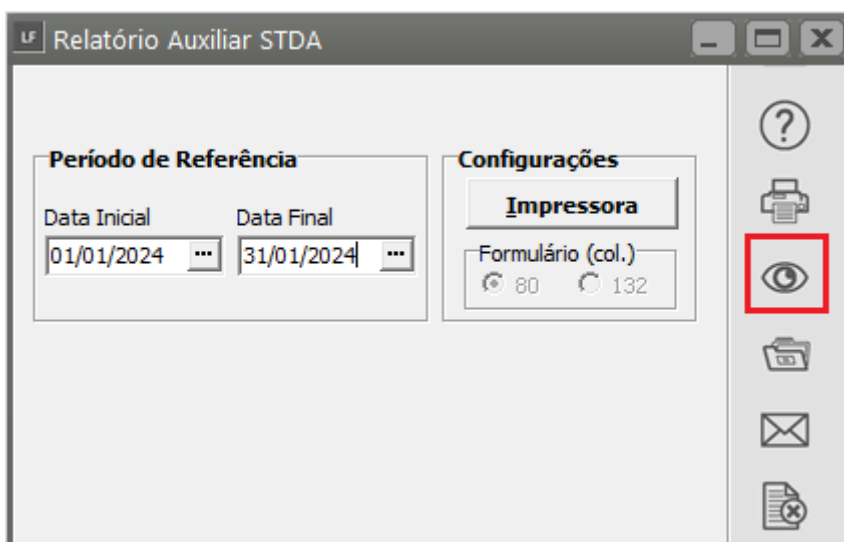 LF Relatório Auxiliar STDA
Período de Referência
Data Inicial Data Final
01/01/2024 ... 31/01/2024 ...
Configurações
Impressora
Formulário (col.)
80 132
?